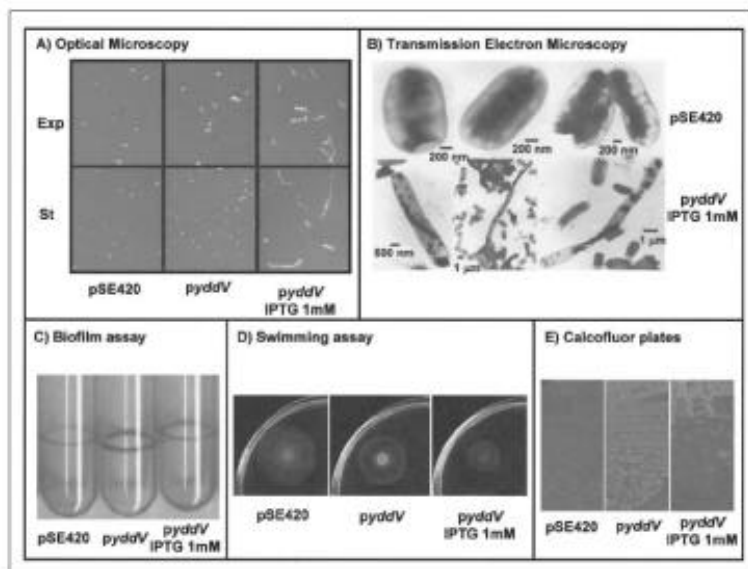 A) Optical Microscopy
Exp
St
pSE420
pyddV
pyddV
IPTG 1mM
B) Transmission Electron Microscopy
200 nm
200 nm
200 nm
pSE420
600 nm
1 µm
1 µm
pyddV
IPTG 1mM
C) Biofilm assay
pSE420
pyddV
pyddV
IPTG 1mM
D) Swimming assay
pSE420
pyddV
pyddV
IPTG 1mM
E) Calcofluor plates
pSE420
pyddV
pyddV
IPTG 1mM